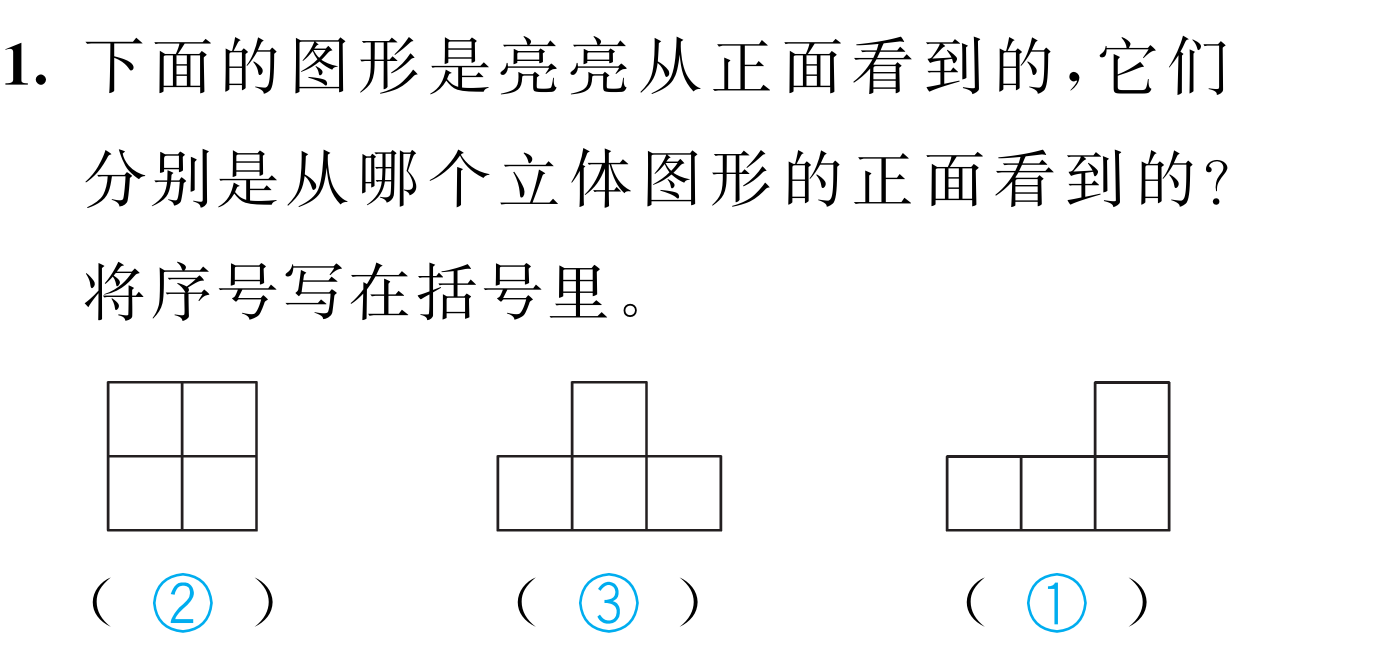 1. 下面的图形是亮亮从正面看到的,它们
分别是从哪个立体图形的正面看到的?
将序号写在括号里。
( ② ) ( ③ ) ( ① )